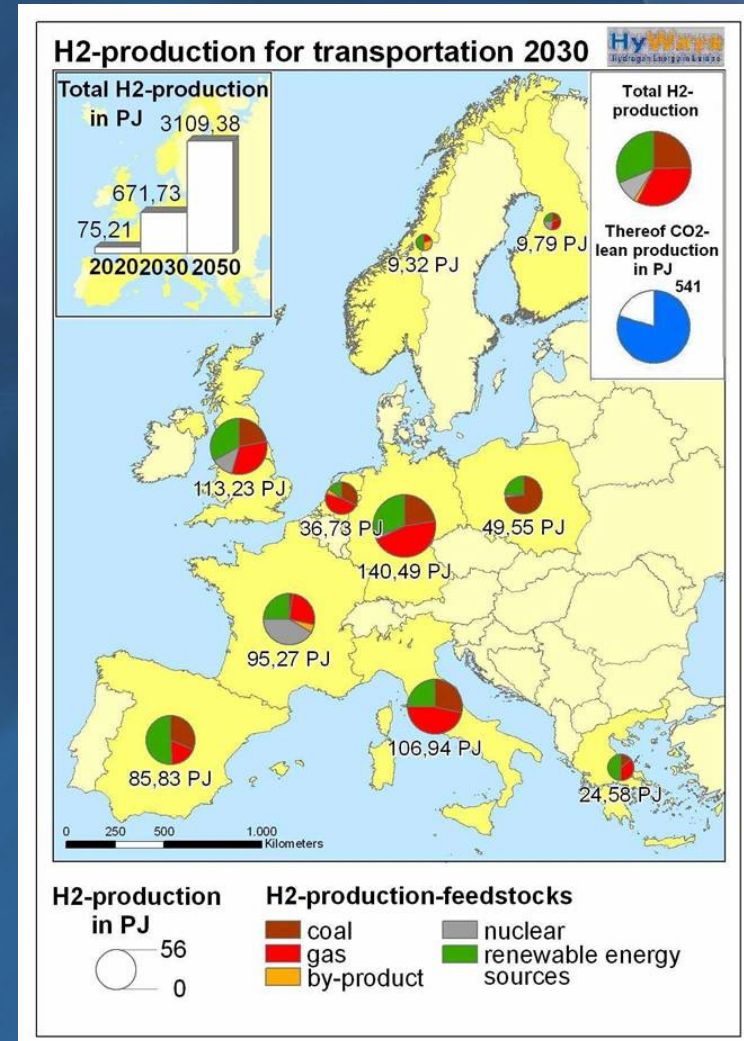 H2-production for transportation 2030
HyWays
Hydrogen Energy in Europe
Total H2-production
in PJ
3109,38
671,73
75,21
2020 2030 2050
Total H2-
production
Thereof CO2-
lean production
in PJ
541
9,32 PJ
9,79 PJ
113,23 PJ
36,73 PJ
49,55 PJ
140,49 PJ
95,27 PJ
106,94 PJ
85,83 PJ
24,58 PJ
0 250 500 1.000
Kilometers
H2-production
in PJ
56
0
H2-production-feedstocks
coal
gas
by-product
nuclear
renewable energy
sources